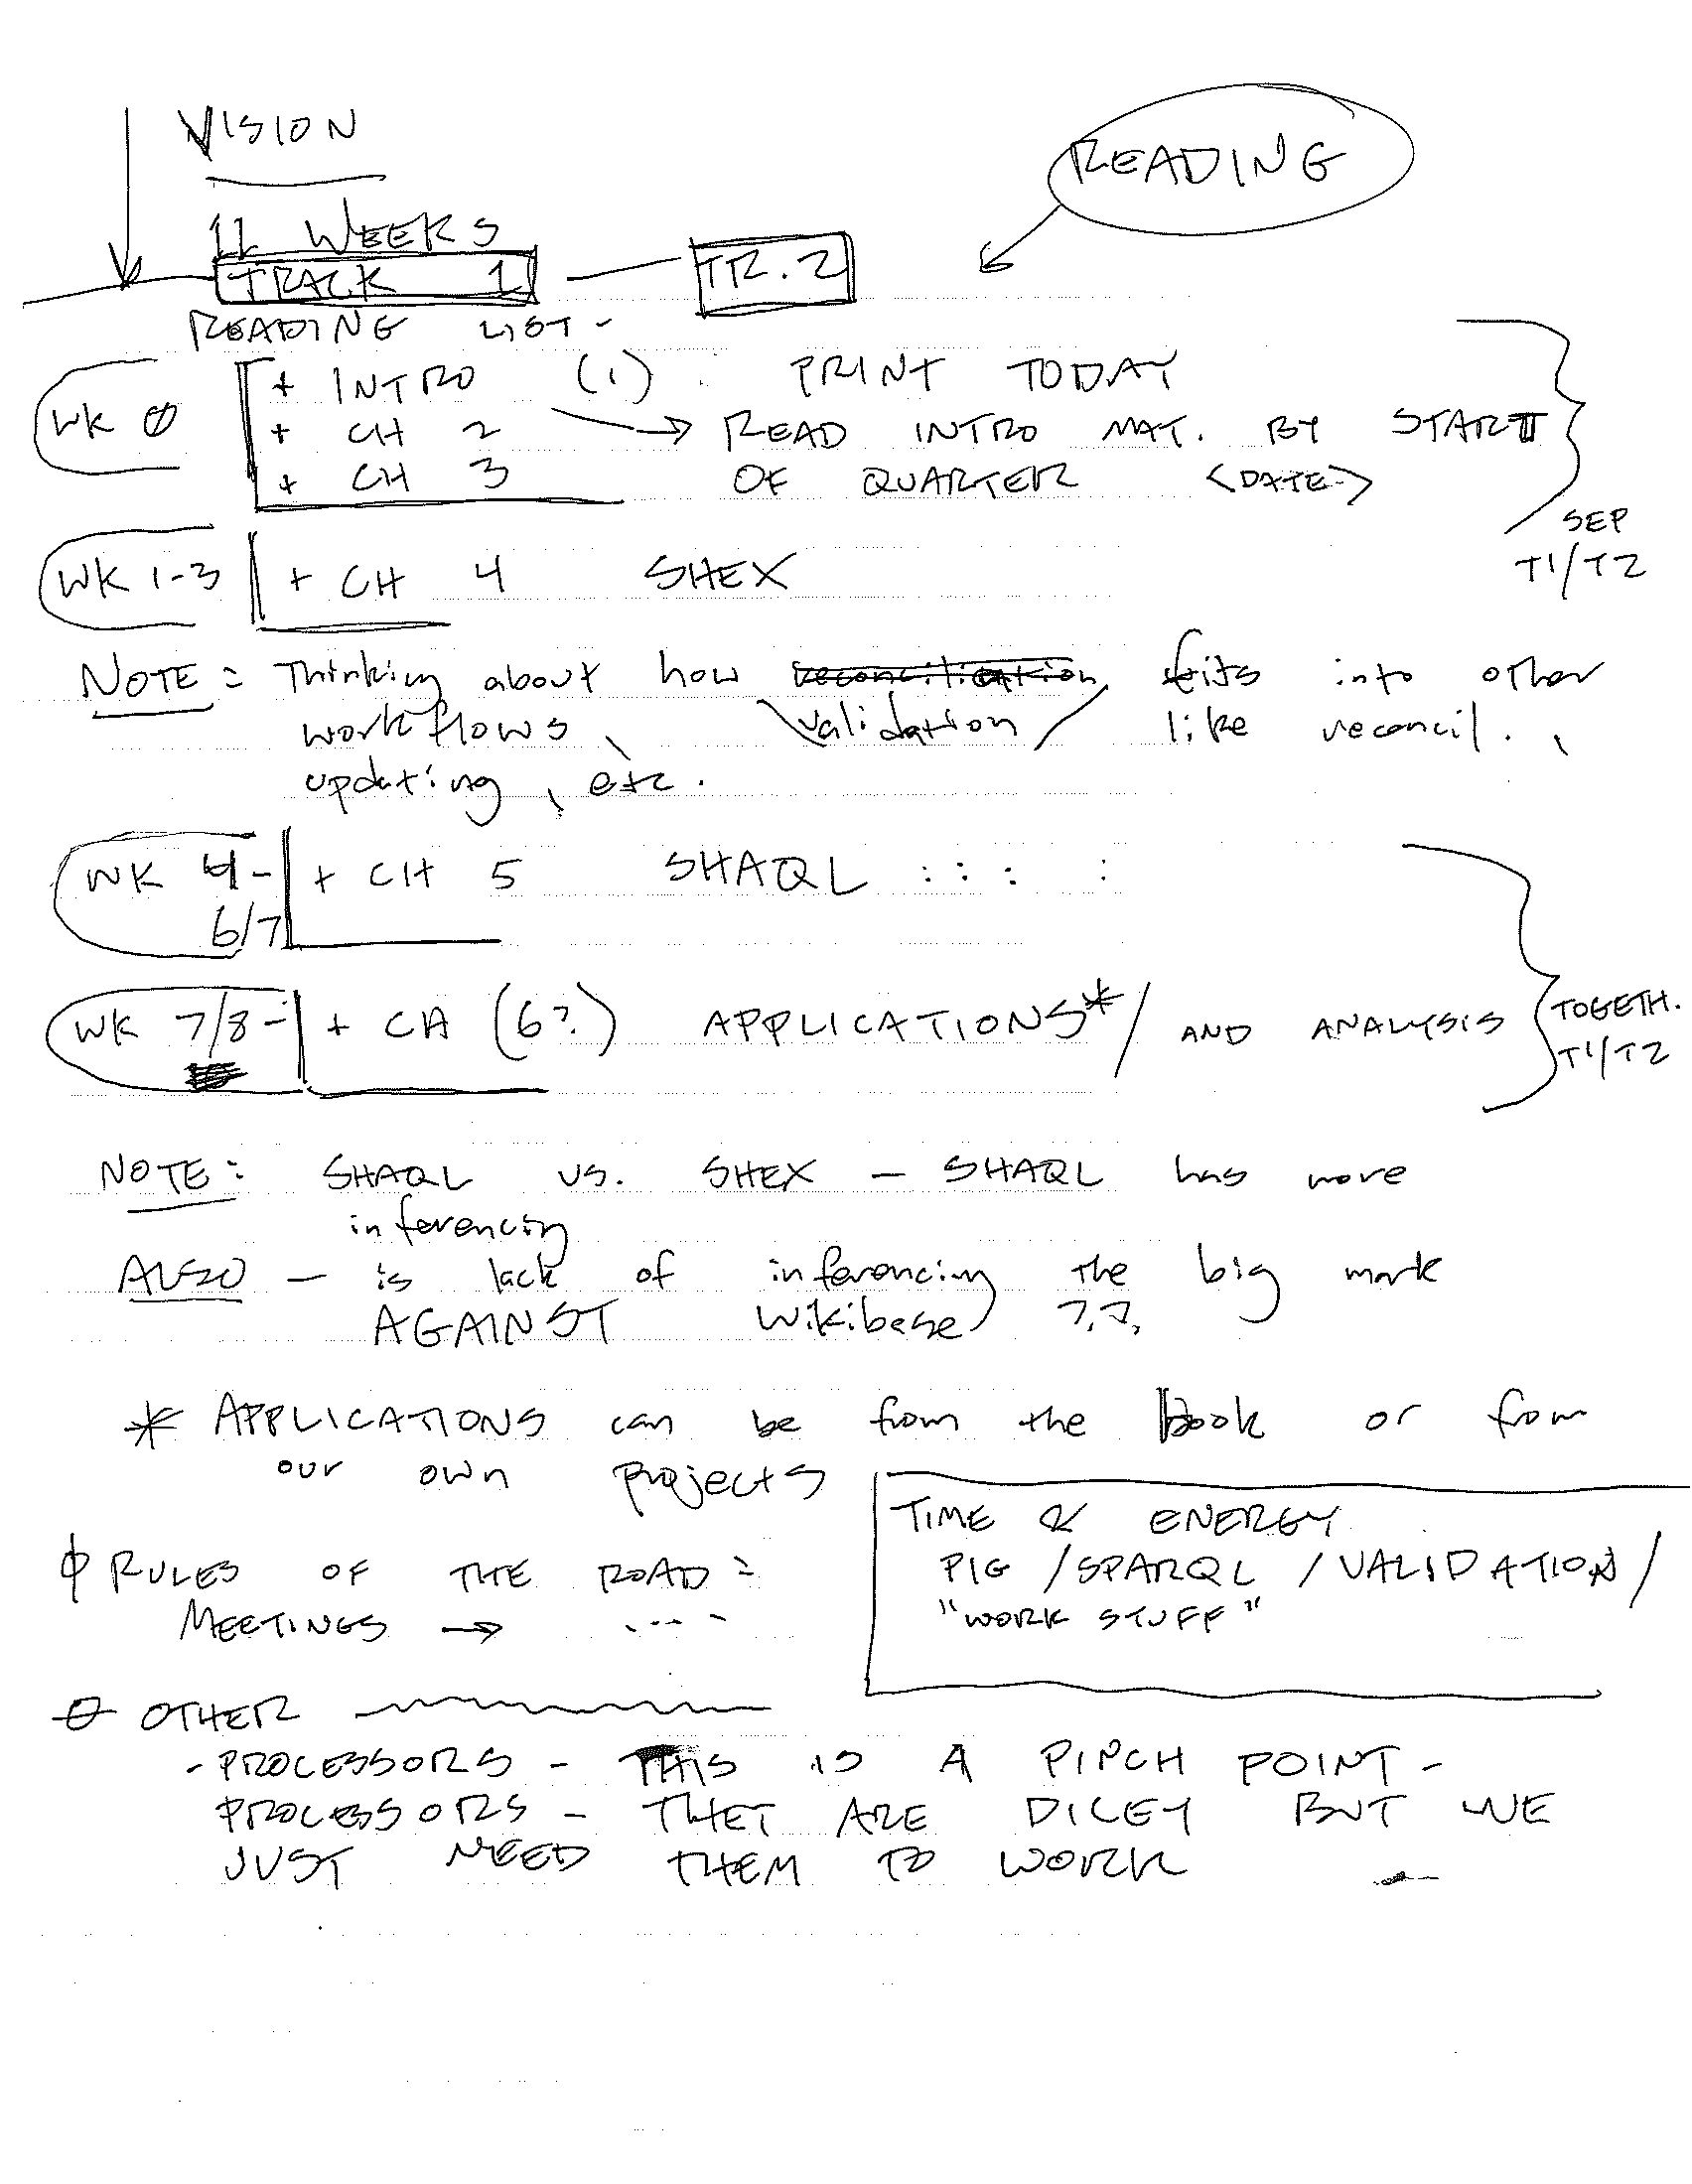 VISION
READING
11 WEEKS
TRACK 1
TR. 2
READING LIST -
WK 0
+ INTRO (1) PRINT TODAY
+ CH 2 → READ INTRO MAT. BY START
+ CH 3 OF QUARTER <DATE>
SEP
T1/T2
WK 1-3 + CH 4 SHEX
NOTE: Thinking about how reconciliation fits into other
workflows, validation like reconcil.,
updating, etc.
WK 4- + CH 5 SHAQL : : : :
6/7
WK 7/8- + CH (6?) APPLICATIONS* / AND ANALYSIS
TOGETH.
T1/T2
NOTE: SHAQL VS. SHEX — SHAQL has more
inferencing
ALSO — is lack of inferencing the big mark
AGAINST Wikibase ??
* APPLICATIONS can be from the book or from
our own projects
TIME & ENERGY
PIG / SPARQL / VALIDATION /
"WORK STUFF"
RULES OF THE ROAD:
MEETINGS → ....
OTHER
- PROCESSORS - THIS IS A PINCH POINT -
PROCESSORS - THEY ARE DICEY BUT WE
JUST NEED THEM TO WORK